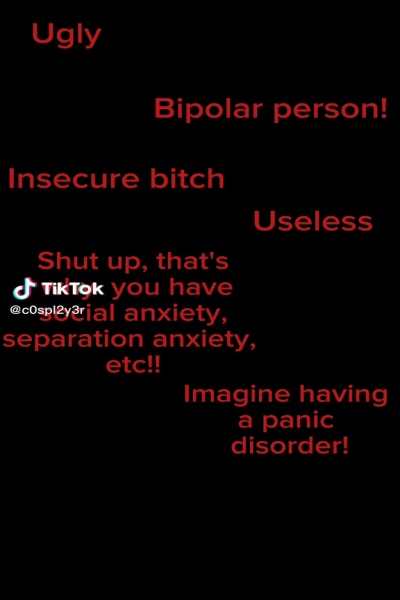 Ugly
Bipolar person!
Insecure bitch
Useless
Shut up, that's
you have
TikTok
@c0spl2y3r
social anxiety,
separation anxiety,
etc!!
Imagine having
a panic
disorder!